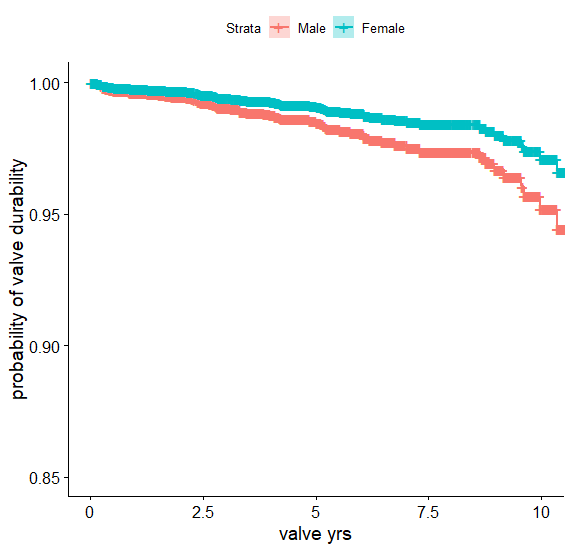 Strata Male Female
1.00
0.95
0.90
0.85
probability of valve durability
0 2.5 5 7.5 10
valve yrs